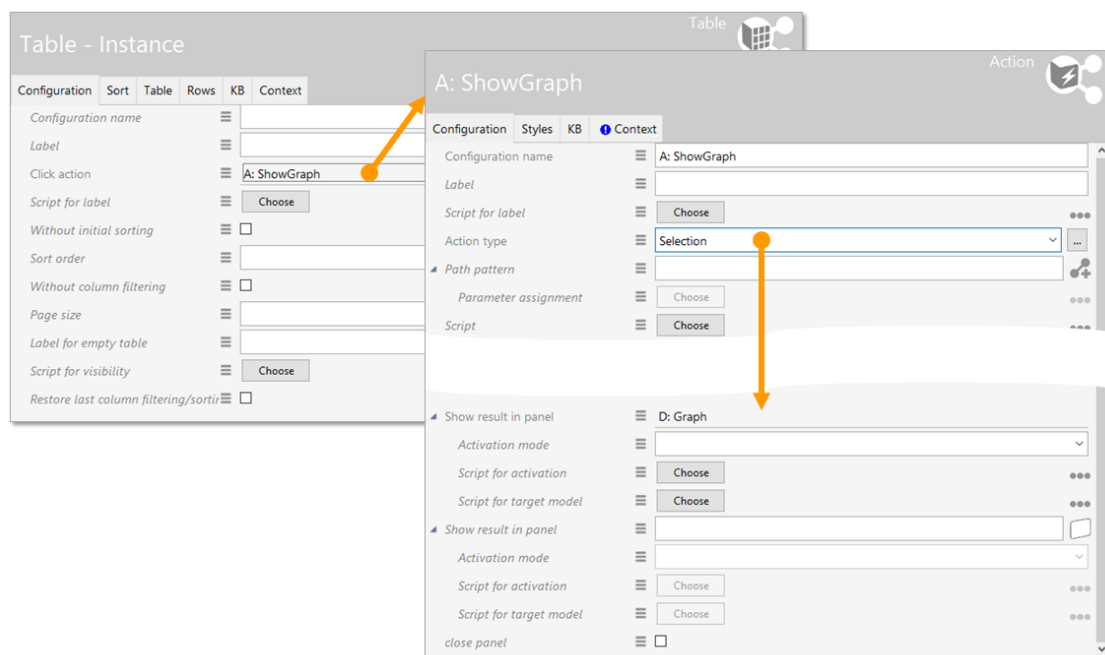 Table
Table - Instance
Configuration Sort Table Rows KB Context
Configuration name
Label
Click action A: ShowGraph
Script for label Choose
Without initial sorting
Sort order
Without column filtering
Page size
Label for empty table
Script for visibility Choose
Restore last column filtering/sortir
Action
A: ShowGraph
Configuration Styles KB Context
Configuration name A: ShowGraph
Label
Script for label Choose
Action type Selection ...
Path pattern
Parameter assignment Choose
Script Choose
Show result in panel D: Graph
Activation mode
Script for activation Choose
Script for target model Choose
Show result in panel
Activation mode
Script for activation Choose
Script for target model Choose
close panel